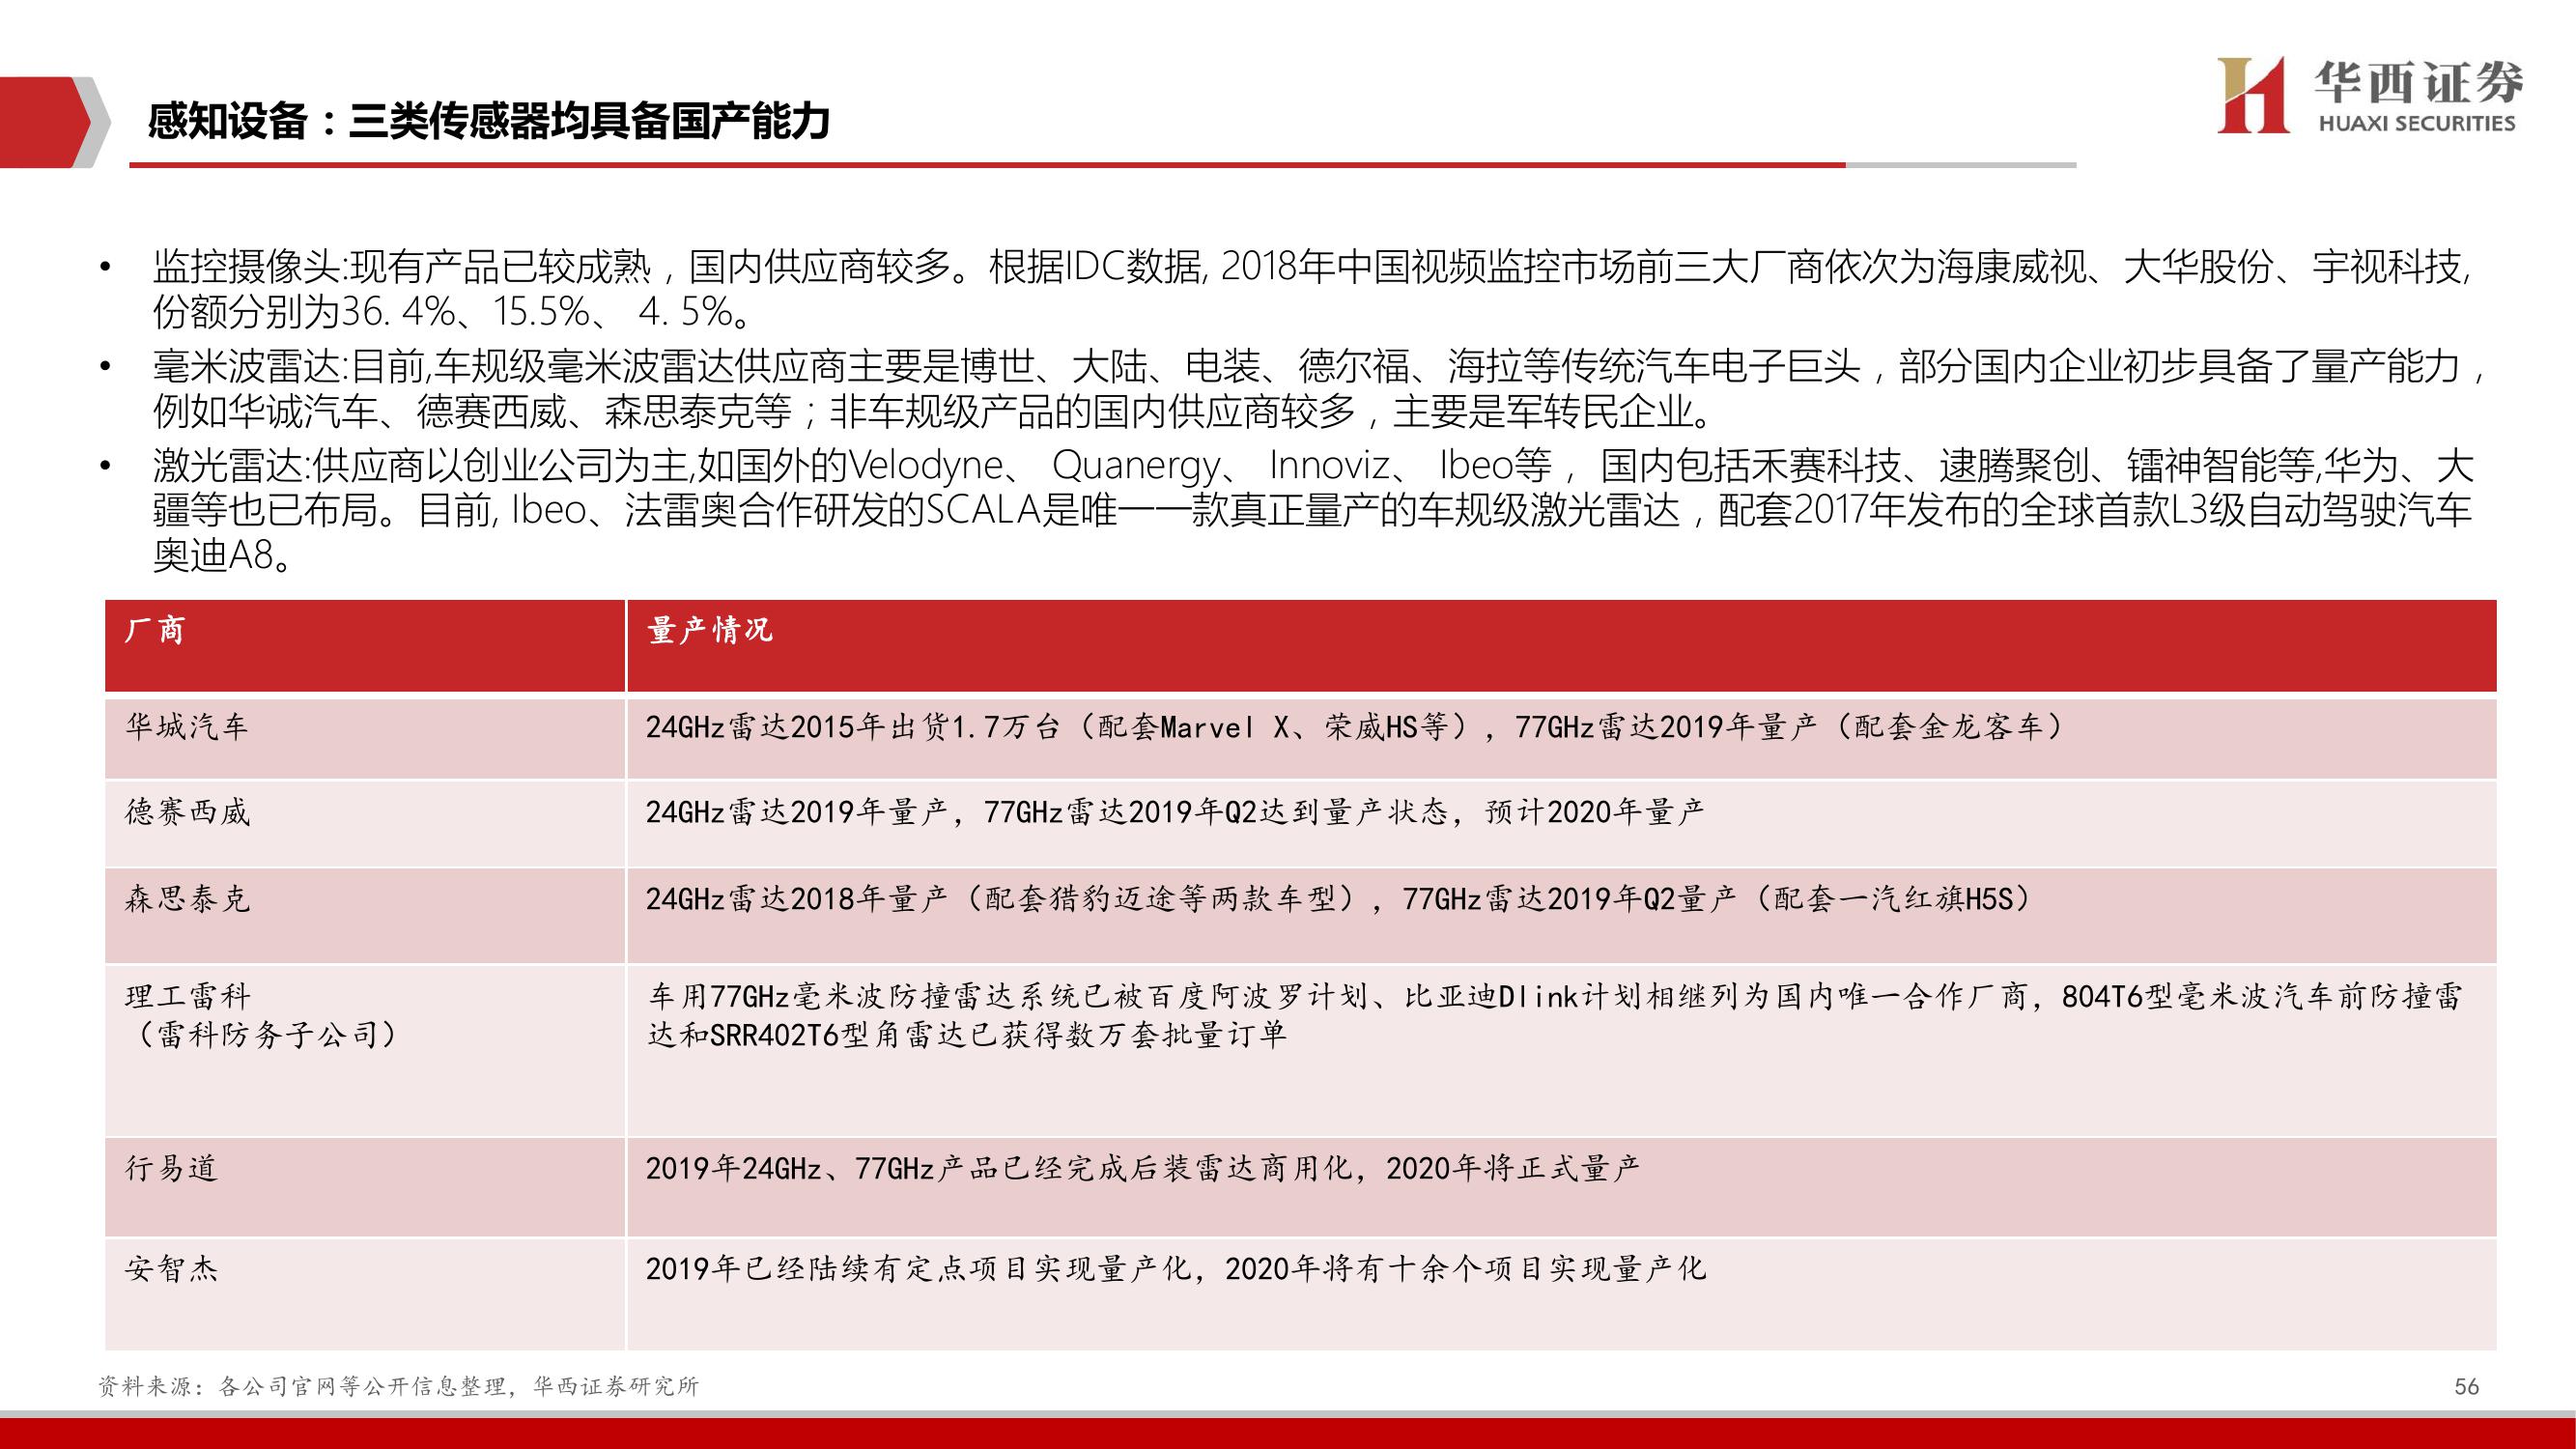 感知设备：三类传感器均具备国产能力
华西证券
HUAXI SECURITIES
• 监控摄像头:现有产品已较成熟，国内供应商较多。根据IDC数据, 2018年中国视频监控市场前三大厂商依次为海康威视、大华股份、宇视科技,
份额分别为36. 4%、15.5%、 4. 5%。
• 毫米波雷达:目前,车规级毫米波雷达供应商主要是博世、大陆、电装、德尔福、海拉等传统汽车电子巨头，部分国内企业初步具备了量产能力，
例如华诚汽车、德赛西威、森思泰克等；非车规级产品的国内供应商较多，主要是军转民企业。
• 激光雷达:供应商以创业公司为主,如国外的Velodyne、 Quanergy、 Innoviz、 Ibeo等， 国内包括禾赛科技、逮腾聚创、镭神智能等,华为、大
疆等也已布局。目前, Ibeo、法雷奥合作研发的SCALA是唯一一款真正量产的车规级激光雷达，配套2017年发布的全球首款L3级自动驾驶汽车
奥迪A8。
厂商 量产情况
华城汽车 24GHz雷达2015年出货1.7万台（配套Marvel X、荣威HS等），77GHz雷达2019年量产（配套金龙客车）
德赛西威 24GHz雷达2019年量产，77GHz雷达2019年Q2达到量产状态，预计2020年量产
森思泰克 24GHz雷达2018年量产（配套猎豹迈途等两款车型），77GHz雷达2019年Q2量产（配套一汽红旗H5S）
理工雷科 车用77GHz毫米波防撞雷达系统已被百度阿波罗计划、比亚迪Dlink计划相继列为国内唯一合作厂商，804T6型毫米波汽车前防撞雷
（雷科防务子公司） 达和SRR402T6型角雷达已获得数万套批量订单
行易道 2019年24GHz、77GHz产品已经完成后装雷达商用化，2020年将正式量产
安智杰 2019年已经陆续有定点项目实现量产化，2020年将有十余个项目实现量产化
资料来源：各公司官网等公开信息整理，华西证券研究所
56